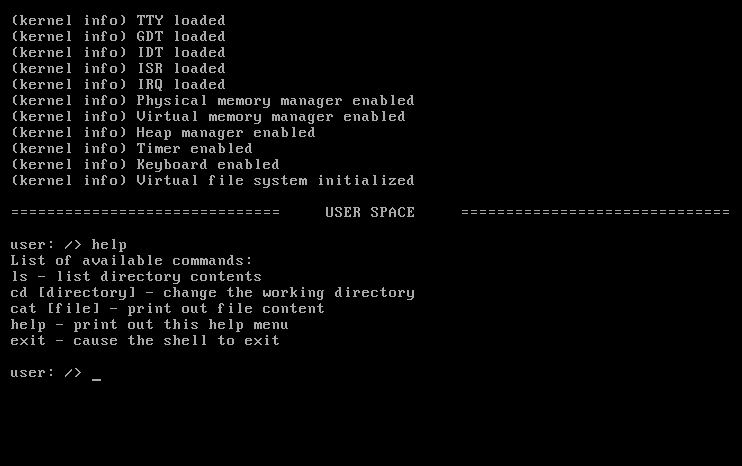 (kernel info) TTY loaded
(kernel info) GDT loaded
(kernel info) IDT loaded
(kernel info) ISR loaded
(kernel info) IRQ loaded
(kernel info) Physical memory manager enabled
(kernel info) Virtual memory manager enabled
(kernel info) Heap manager enabled
(kernel info) Timer enabled
(kernel info) Keyboard enabled
(kernel info) Virtual file system initialized
============================== USER SPACE ==============================
user: /> help
List of available commands:
ls - list directory contents
cd [directory] - change the working directory
cat [file] - print out file content
help - print out this help menu
exit - cause the shell to exit
user: /> _